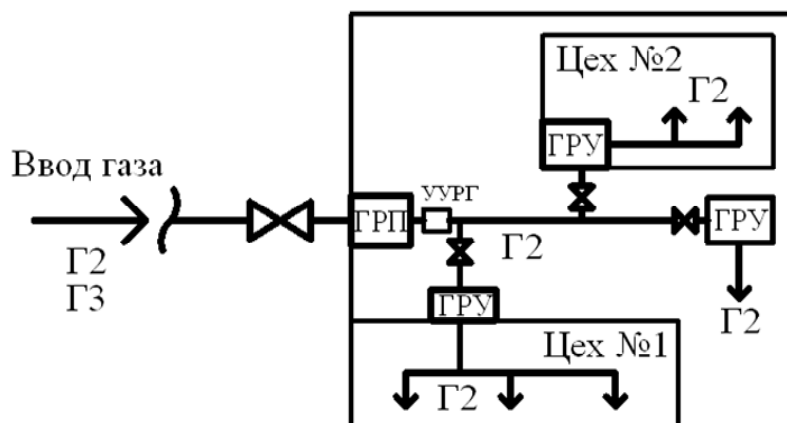 Цех №2
Г2
ГРУ
Ввод газа
Г2
Г3
ГРП
УУРГ
Г2
ГРУ
Г2
ГРУ
Цех №1
Г2